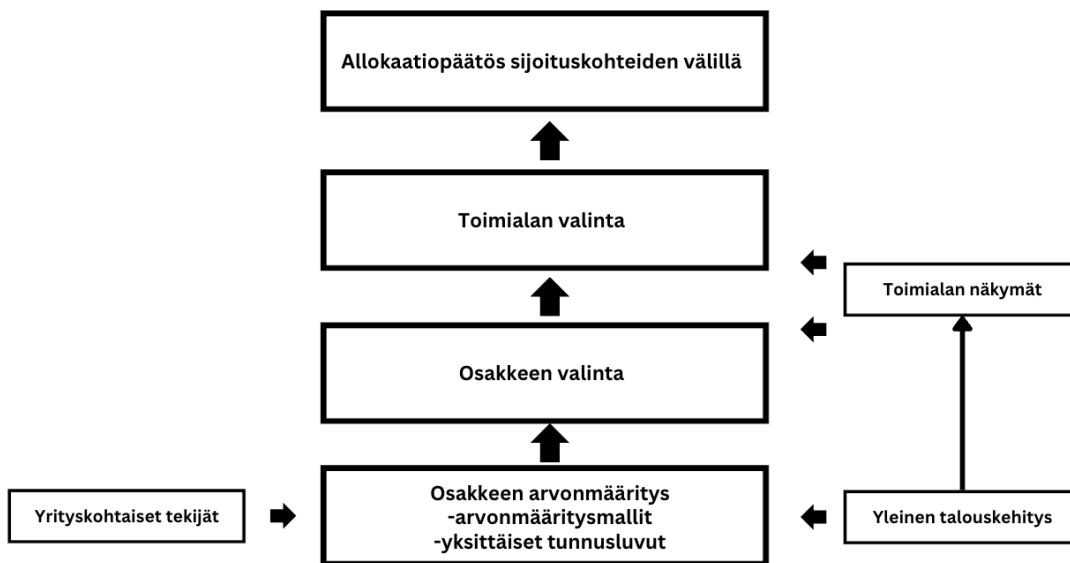 Allokaatiopäätös sijoituskohteiden välillä
Toimialan valinta
Toimialan näkymät
Osakkeen valinta
Yrityskohtaiset tekijät
Osakkeen arvonmääritys
-arvonmääritysmallit
-yksittäiset tunnusluvut
Yleinen talouskehitys